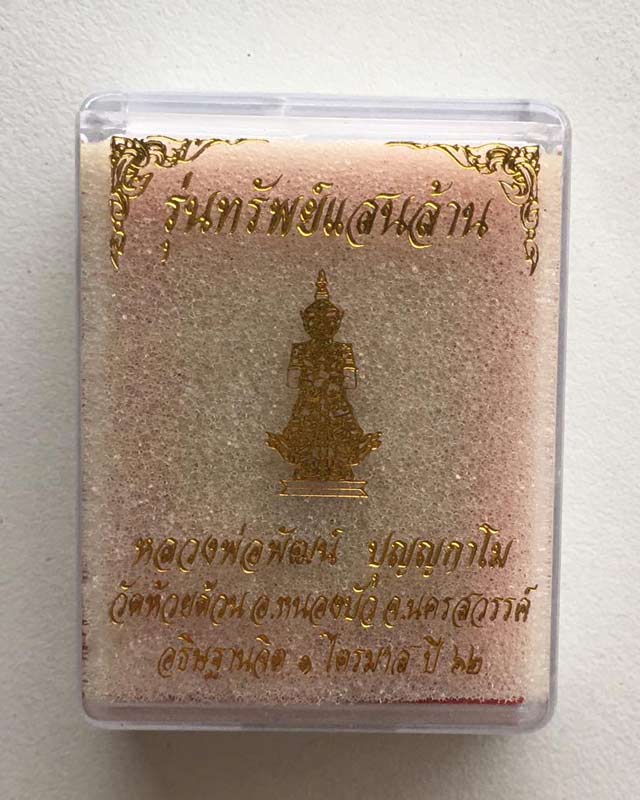 รุ่นทรัพย์แสนล้าน
หลวงพ่อพัฒน์ ปุญญกาโม
วัดห้วยด้วน อ.หนองบัว จ.นครสวรรค์
อธิษฐานจิต ๑ ไตรมาส ปี ๖๒